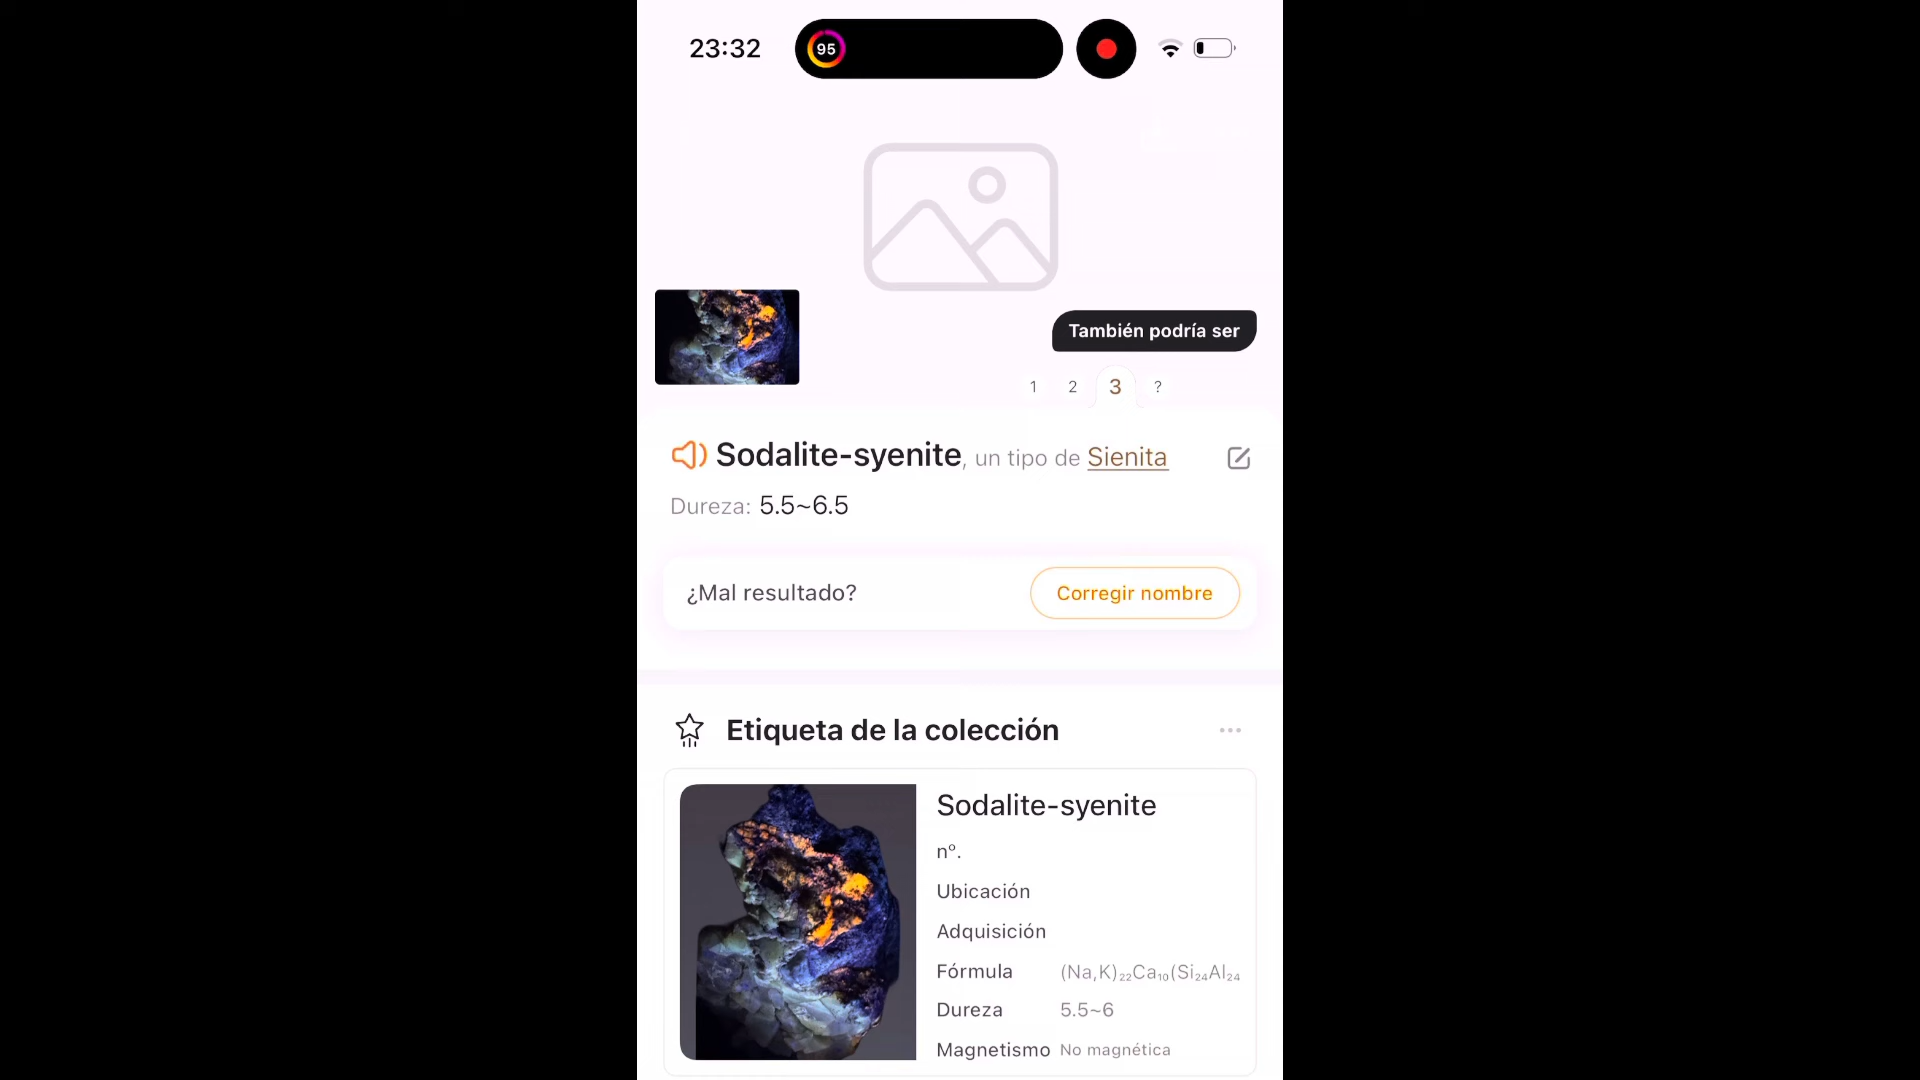 23:32
95
También podría ser
1 2 3 ?
Sodalite-syenite, un tipo de Sienita
Dureza: 5.5~6.5
¿Mal resultado?
Corregir nombre
Etiqueta de la colección
Sodalite-syenite
nº.
Ubicación
Adquisición
Fórmula (Na,K)₂₂Ca₁₀(Si₂₄Al₂₄
Dureza 5.5~6
Magnetismo No magnética